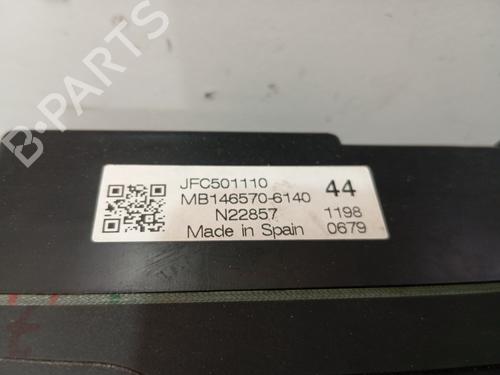 JFC501110 44
MB146570-6140
N22857 1198
Made in Spain 0679
B-PARTS